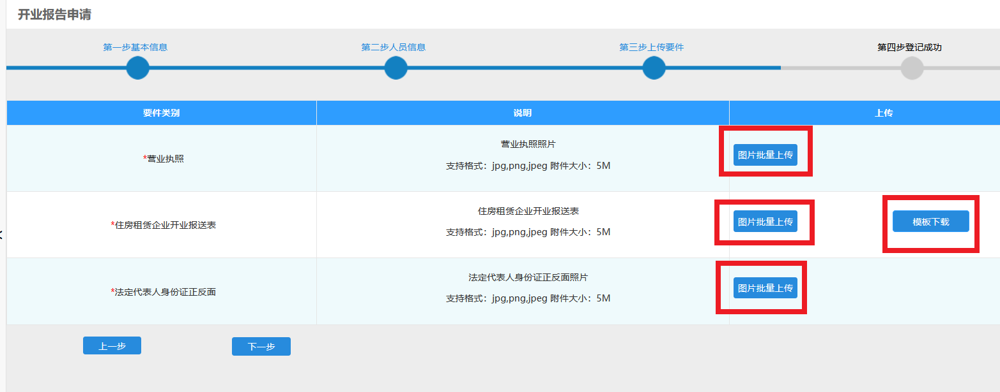 开业报告申请
第一步基本信息 第二步人员信息 第三步上传要件 第四步登记成功
要件类别 说明 上传
营业执照照片
*营业执照 图片批量上传
支持格式：jpg,png,jpeg 附件大小：5M
住房租赁企业开业报送表
*住房租赁企业开业报送表 图片批量上传 模板下载
支持格式：jpg,png,jpeg 附件大小：5M
法定代表人身份证正反面照片
*法定代表人身份证正反面 图片批量上传
支持格式：jpg,png,jpeg 附件大小：5M
上一步 下一步